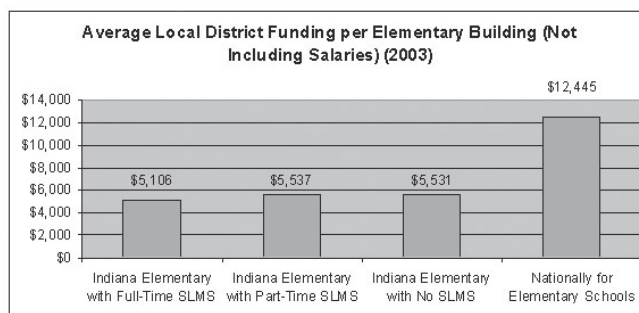 Average Local District Funding per Elementary Building (Not
Including Salaries) (2003)
$14,000
$12,000
$10,000
$8,000
$6,000
$4,000
$2,000
$0
$5,106
$5,537
$5,531
$12,445
Indiana Elementary
with Full-Time SLMS
Indiana Elementary
with Part-Time SLMS
Indiana Elementary
with No SLMS
Nationally for
Elementary Schools